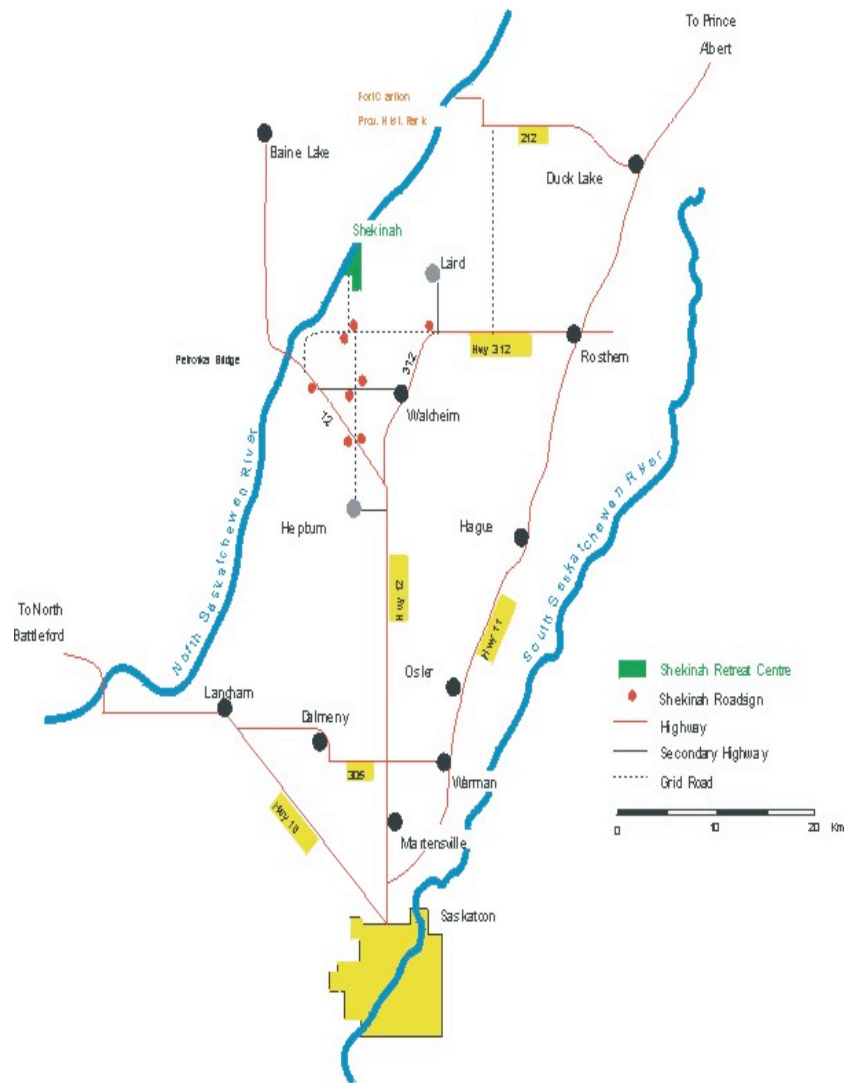 To Prince
Albert
Fort Carlton
Prov. Hist. Park
212
Baine Lake
Duck Lake
Shekinah
Laird
Petrofka Bridge
Hwy 312
312
Rosthern
12
Waldheim
North Saskatchewan River
Hepburn
Hague
South Saskatchewan River
Hwy 12
Hwy 11
To North
Battleford
Osler
Langham
Dalmeny
305
Warman
Martensville
Saskatoon
Shekinah Retreat Centre
Shekinah Roadsign
Highway
Secondary Highway
Grid Road
0 10 20 Km